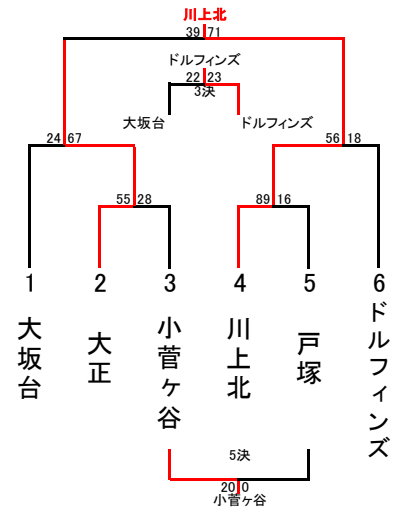 川上北
39 71
ドルフィンズ
22 23
3決
大坂台 ドルフィンズ
24 67 56 18
55 28 89 16
1 2 3 4 5 6
大坂台
大正
小菅ヶ谷
川上北
戸塚
ドルフィンズ
5決
20 0
小菅ヶ谷